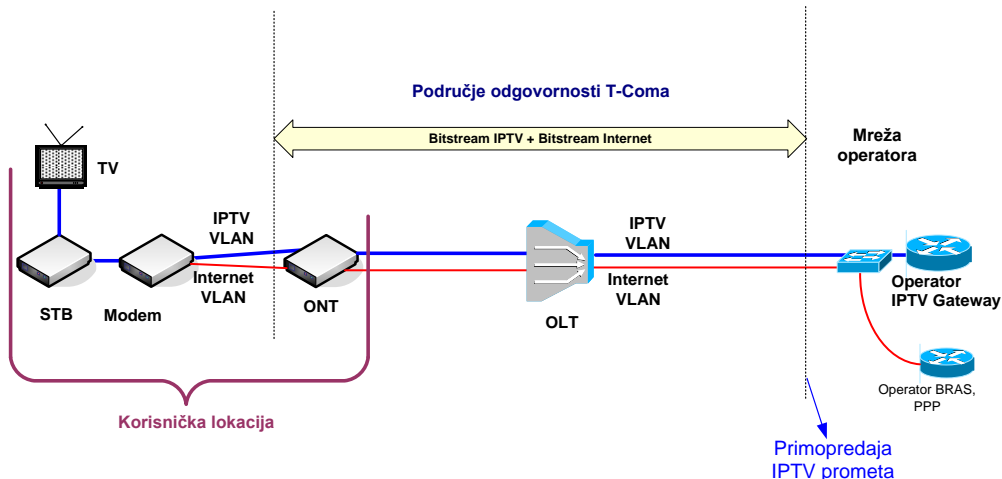 Područje odgovornosti T-Coma
Bitstream IPTV + Bitstream Internet
Mreža
operatora
TV
IPTV
VLAN
Internet
VLAN
STB
Modem
ONT
OLT
IPTV
VLAN
Internet
VLAN
Operator
IPTV Gateway
Operator BRAS,
PPP
Korisnička lokacija
Primopredaja
IPTV prometa